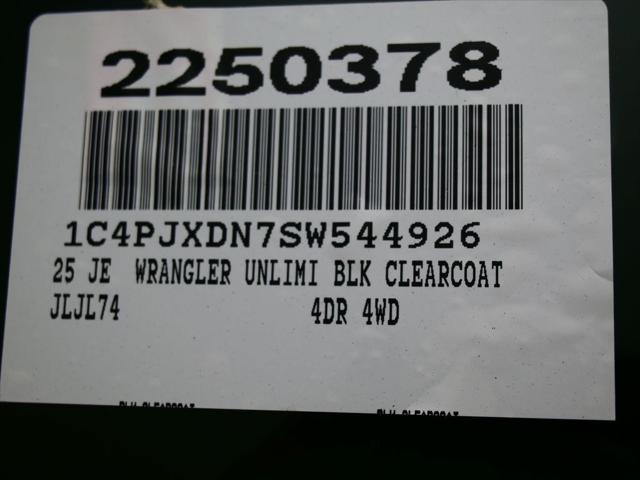 2250378
1C4PJXDN7SW544926
25 JE WRANGLER UNLIMI BLK CLEARCOAT
JLJL74 4DR 4WD